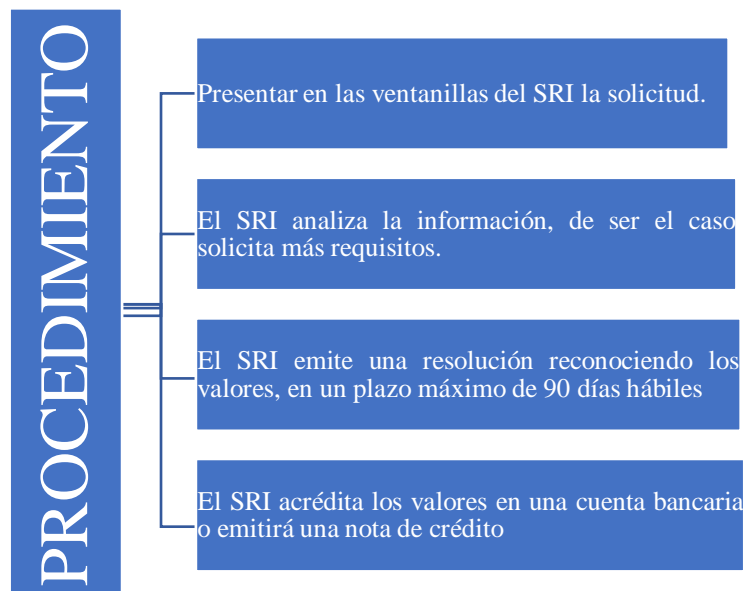 PROCEDIMIENTO
Presentar en las ventanillas del SRI la solicitud.
El SRI analiza la información, de ser el caso
solicita más requisitos.
El SRI emite una resolución reconociendo los
valores, en un plazo máximo de 90 días hábiles
El SRI acrédita los valores en una cuenta bancaria
o emitirá una nota de crédito